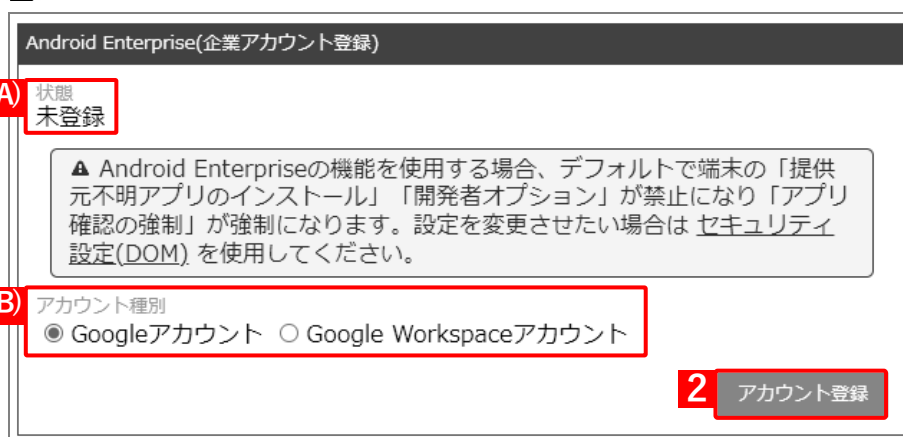 Android Enterprise(企業アカウント登録)
A)
状態
未登録
▲ Android Enterpriseの機能を使用する場合、デフォルトで端末の「提供
元不明アプリのインストール」「開発者オプション」が禁止になり「アプリ
確認の強制」が強制になります。設定を変更させたい場合は セキュリティ
設定(DOM) を使用してください。
B)
アカウント種別
Googleアカウント Google Workspaceアカウント
2 アカウント登録